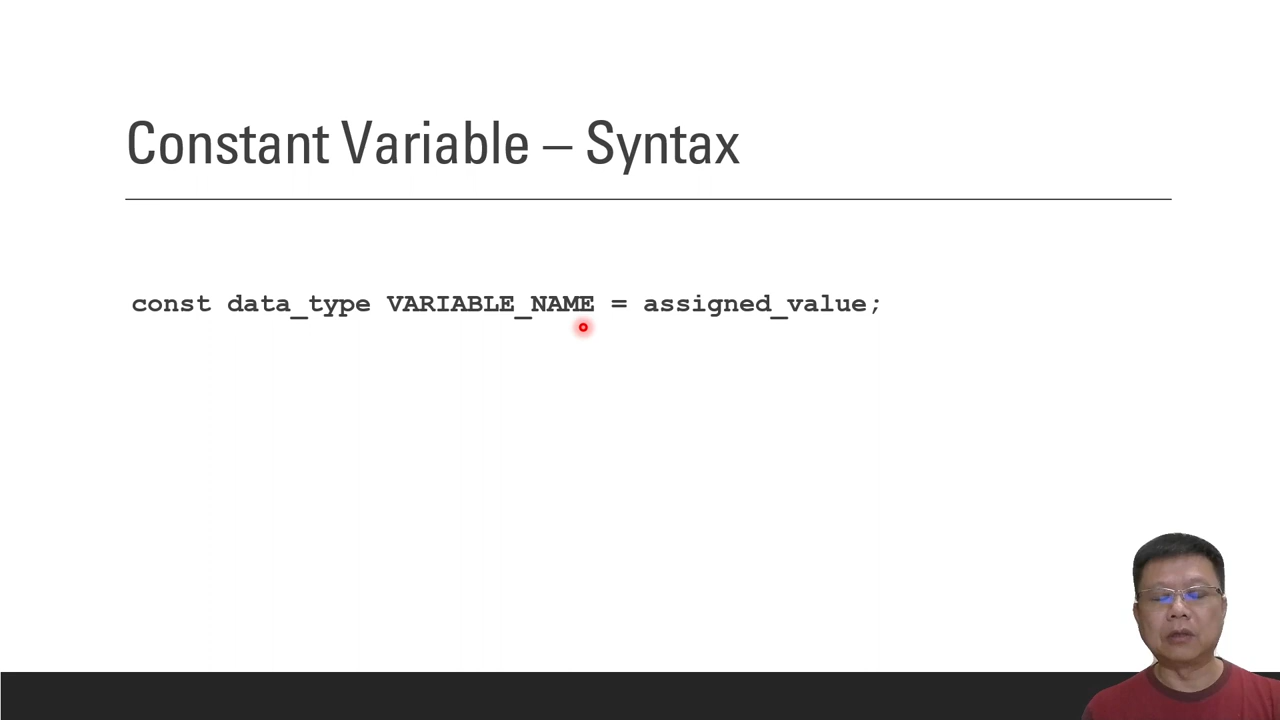 Constant Variable – Syntax
const data_type VARIABLE_NAME = assigned_value;